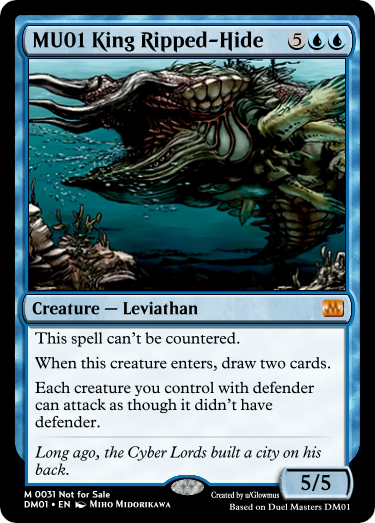 MU01 King Ripped-Hide 5
Creature — Leviathan
This spell can't be countered.
When this creature enters, draw two cards.
Each creature you control with defender
can attack as though it didn't have
defender.
Long ago, the Cyber Lords built a city on his
back.
5/5
M 0031 Not for Sale
Created by u/Glowmus
DM01 • EN Miho Midorikawa
Based on Duel Masters DM01